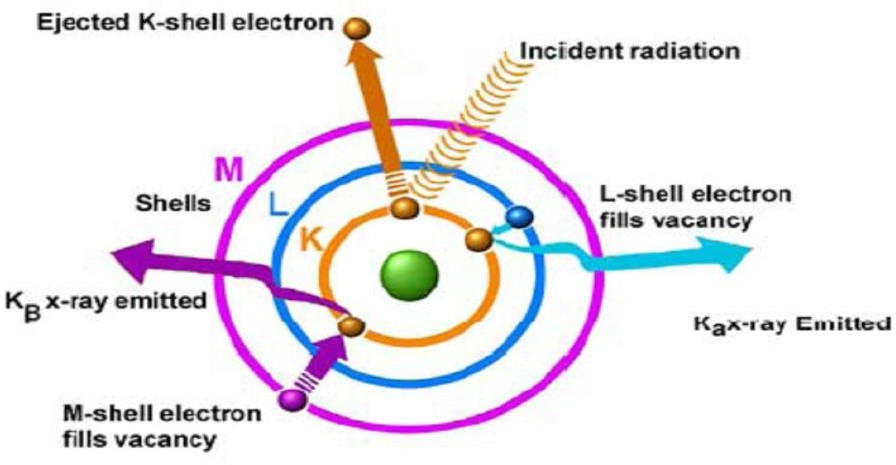 Ejected K-shell electron
Incident radiation
M
L
K
Shells
L-shell electron
fills vacancy
KB x-ray emitted
Kax-ray Emitted
M-shell electron
fills vacancy